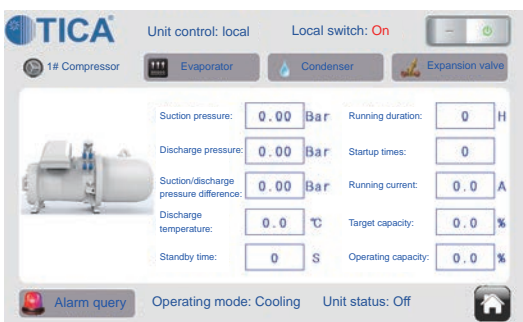 TICA Unit control: local Local switch: On
1# Compressor Evaporator Condenser Expansion valve
Suction pressure: 0.00 Bar Running duration: 0 H
Discharge pressure: 0.00 Bar Startup times: 0
Suction/discharge
pressure difference: 0.00 Bar Running current: 0.0 A
Discharge
temperature: 0.0 ℃ Target capacity: 0.0 %
Standby time: 0 S Operating capacity: 0.0 %
Alarm query Operating mode: Cooling Unit status: Off